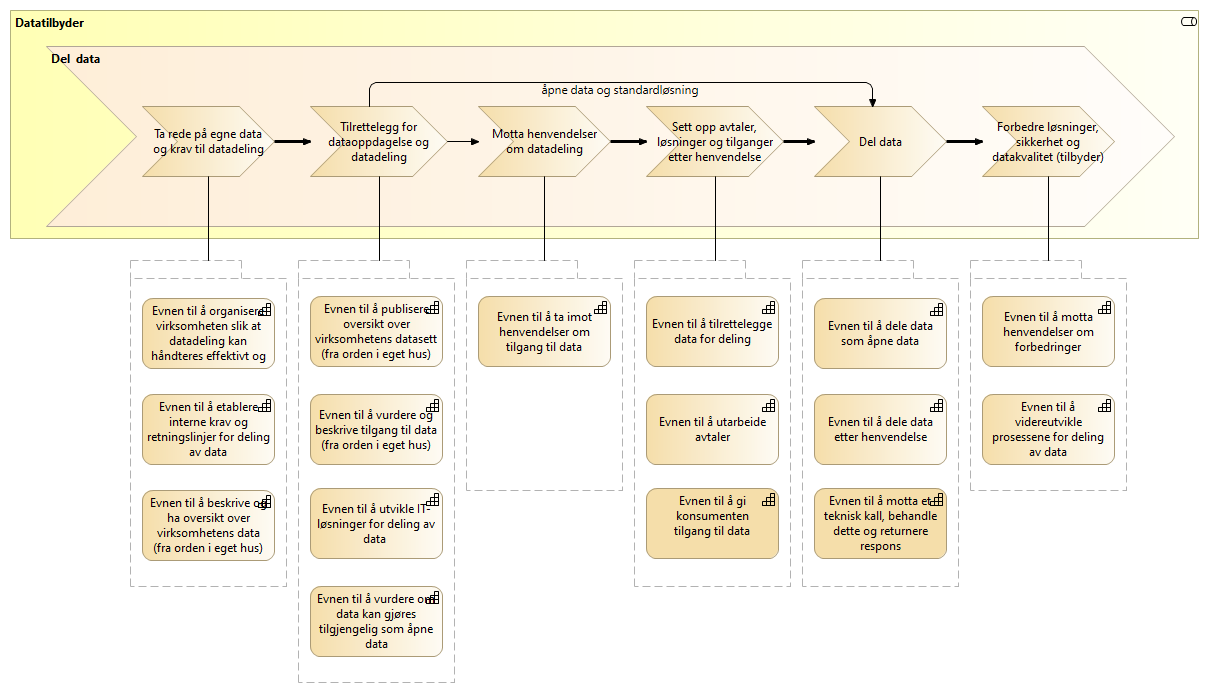 Datatilbyder
Del data
åpne data og standardløsning
Ta rede på egne data
og krav til datadeling
Tilrettelegg for
dataoppdagelse og
datadeling
Motta henvendelser
om datadeling
Sett opp avtaler,
løsninger og tilganger
etter henvendelse
Del data
Forbedre løsninger,
sikkerhet og
datakvalitet (tilbyder)
Evnen til å organisere
virksomheten slik at
datadeling kan
håndteres effektivt og
Evnen til å etablere
interne krav og
retningslinjer for deling
av data
Evnen til å beskrive og
ha oversikt over
virksomhetens data
(fra orden i eget hus)
Evnen til å publisere
oversikt over
virksomhetens datasett
(fra orden i eget hus)
Evnen til å vurdere og
beskrive tilgang til data
(fra orden i eget hus)
Evnen til å utvikle IT-
løsninger for deling av
data
Evnen til å vurdere om
data kan gjøres
tilgjengelig som åpne
data
Evnen til å ta imot
henvendelser om
tilgang til data
Evnen til å tilrettelegge
data for deling
Evnen til å utarbeide
avtaler
Evnen til å gi
konsumenten
tilgang til data
Evnen til å dele data
som åpne data
Evnen til å dele data
etter henvendelse
Evnen til å motta et
teknisk kall, behandle
dette og returnere
respons
Evnen til å motta
henvendelser om
forbedringer
Evnen til å
videreutvikle
prosessene for deling
av data